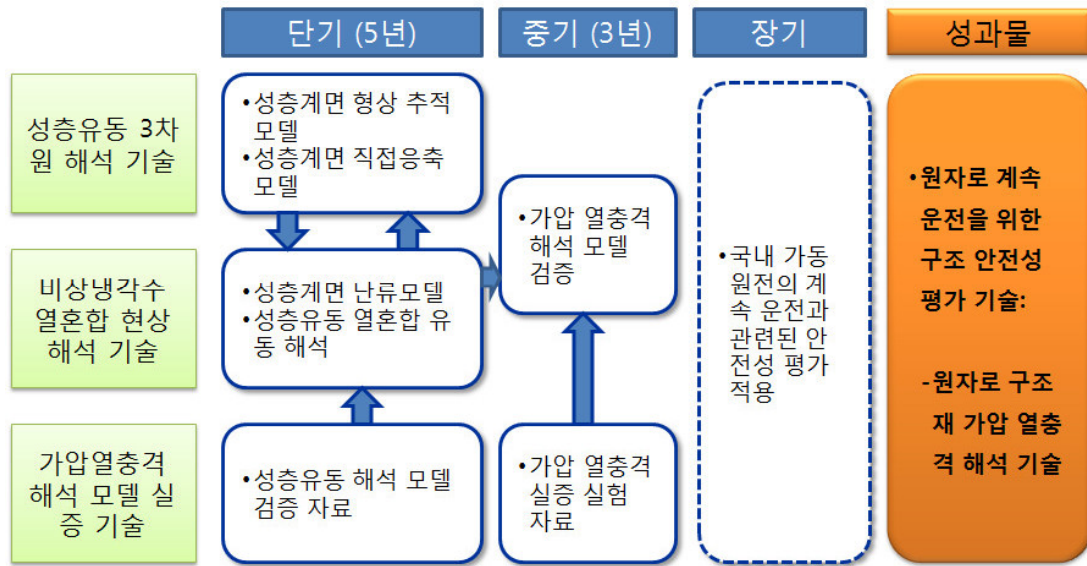 단기 (5년)
중기 (3년)
장기
성과물
성층유동 3차
원 해석 기술
•성층계면 형상 추적
모델
•성층계면 직접응축
모델
비상냉각수
열혼합 현상
해석 기술
•성층계면 난류모델
•성층유동 열혼합 유
동 해석
•가압 열충격
해석 모델
검증
가압열충격
해석 모델 실
증 기술
•성층유동 해석 모델
검증 자료
•가압 열충격
실증 실험
자료
•국내 가동
원전의 계
속 운전과
관련된 안
전성 평가
적용
•원자로 계속
운전을 위한
구조 안전성
평가 기술:
-원자로 구조
재 가압 열충
격 해석 기술